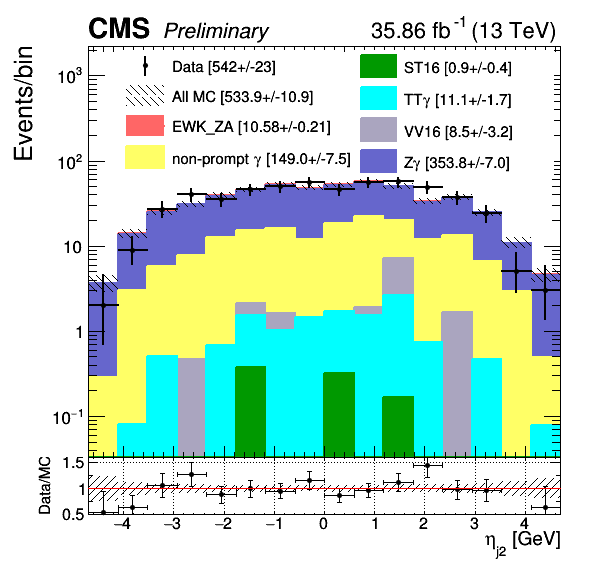 CMS Preliminary 35.86 fb⁻¹ (13 TeV)
Events/bin
Data [542+/-23]
All MC [533.9+/-10.9]
EWK_ZA [10.58+/-0.21]
non-prompt γ [149.0+/-7.5]
ST16 [0.9+/-0.4]
TTγ [11.1+/-1.7]
VV16 [8.5+/-3.2]
Zγ [353.8+/-7.0]
10³
10²
10
1
10⁻¹
Data/MC
1.5
1
0.5
−4 −3 −2 −1 0 1 2 3 4
η_j2 [GeV]